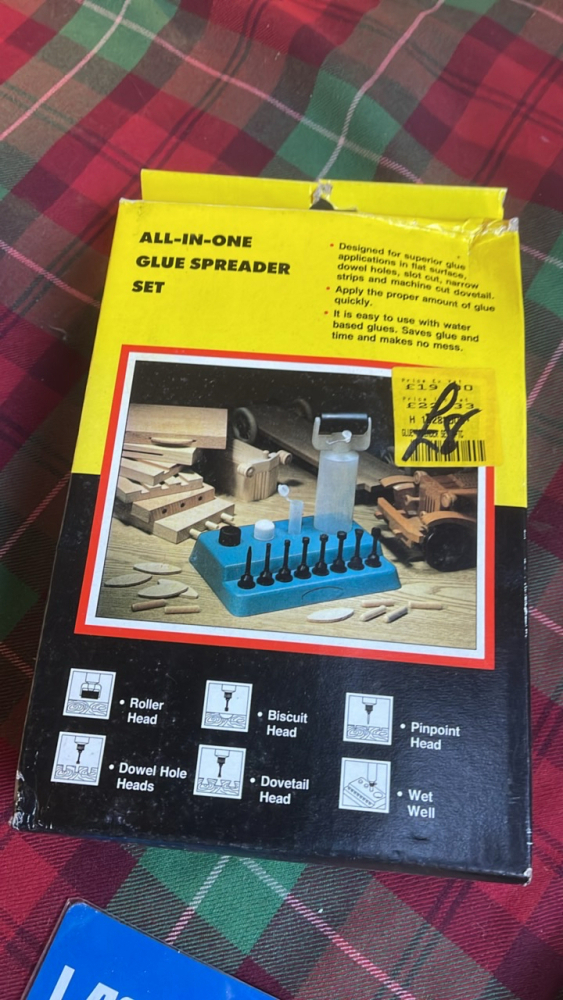 ALL-IN-ONE
GLUE SPREADER
SET
• Designed for superior glue
applications in flat surface,
dowel holes, slot cut, narrow
strips and machine cut dovetail.
• Apply the proper amount of glue
quickly.
• It is easy to use with water
based glues. Saves glue and
time and makes no mess.
£8
• Roller
Head
• Biscuit
Head
• Pinpoint
Head
• Dowel Hole
Heads
• Dovetail
Head
• Wet
Well